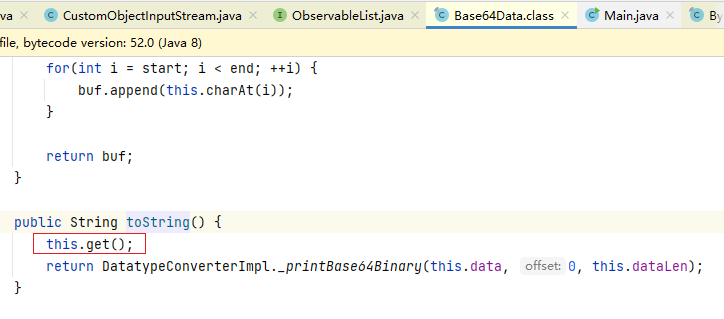 va CustomObjectInputStream.java ObservableList.java Base64Data.class Main.java By
file, bytecode version: 52.0 (Java 8)
for(int i = start; i < end; ++i) {
buf.append(this.charAt(i));
}
return buf;
}
public String toString() {
this.get();
return DatatypeConverterImpl._printBase64Binary(this.data, offset: 0, this.dataLen);
}